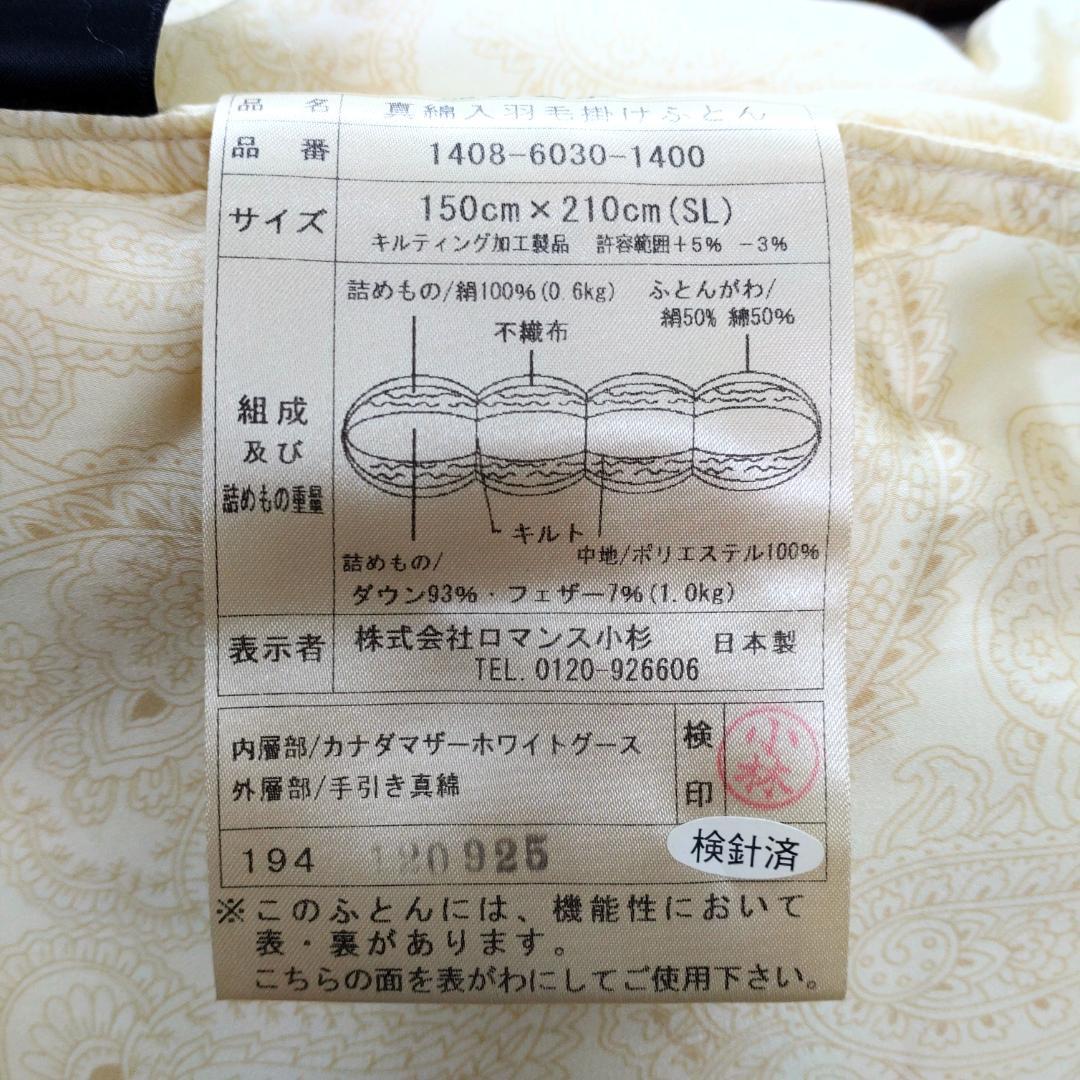 品名 真綿入羽毛掛けふとん
品番 1408-6030-1400
サイズ 150cm×210cm(SL)
キルティング加工製品 許容範囲+5% -3%
詰めもの/絹100%(0.6kg) ふとんがわ/
絹50% 綿50%
不織布
組成
及び
詰めもの重量
キルト
中地/ポリエステル100%
詰めもの/
ダウン93%・フェザー7%(1.0kg)
表示者 株式会社ロマンス小杉 日本製
TEL. 0120-926606
内層部/カナダマザーホワイトグース
外層部/手引き真綿
検印
小林
194 120925
検針済
※このふとんには、機能性において
表・裏があります。
こちらの面を表がわにしてご使用下さい。